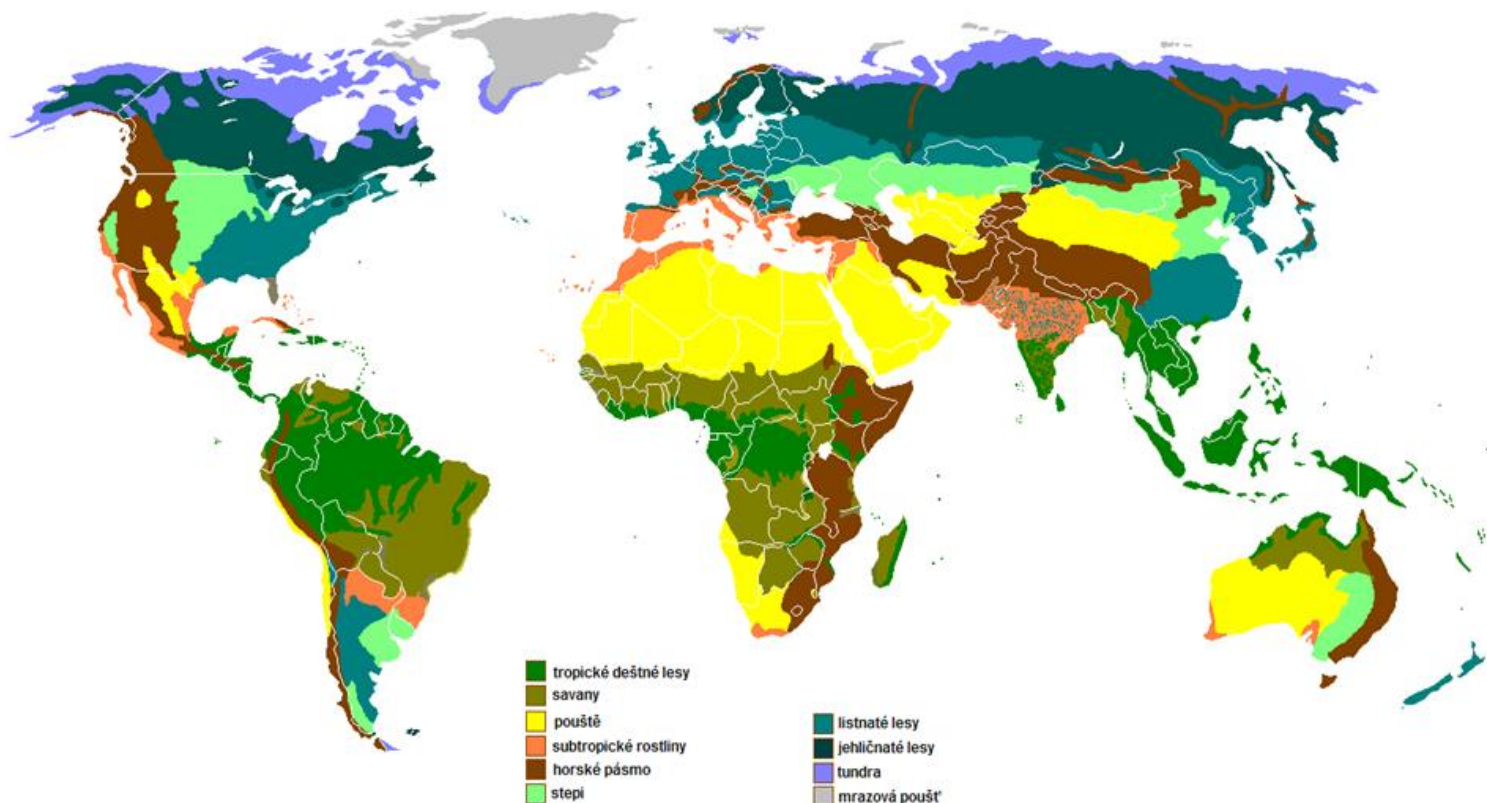 tropické deštné lesy
savany
pouště
subtropické rostliny
horské pásmo
stepi
listnaté lesy
jehličnaté lesy
tundra
mrazová poušť